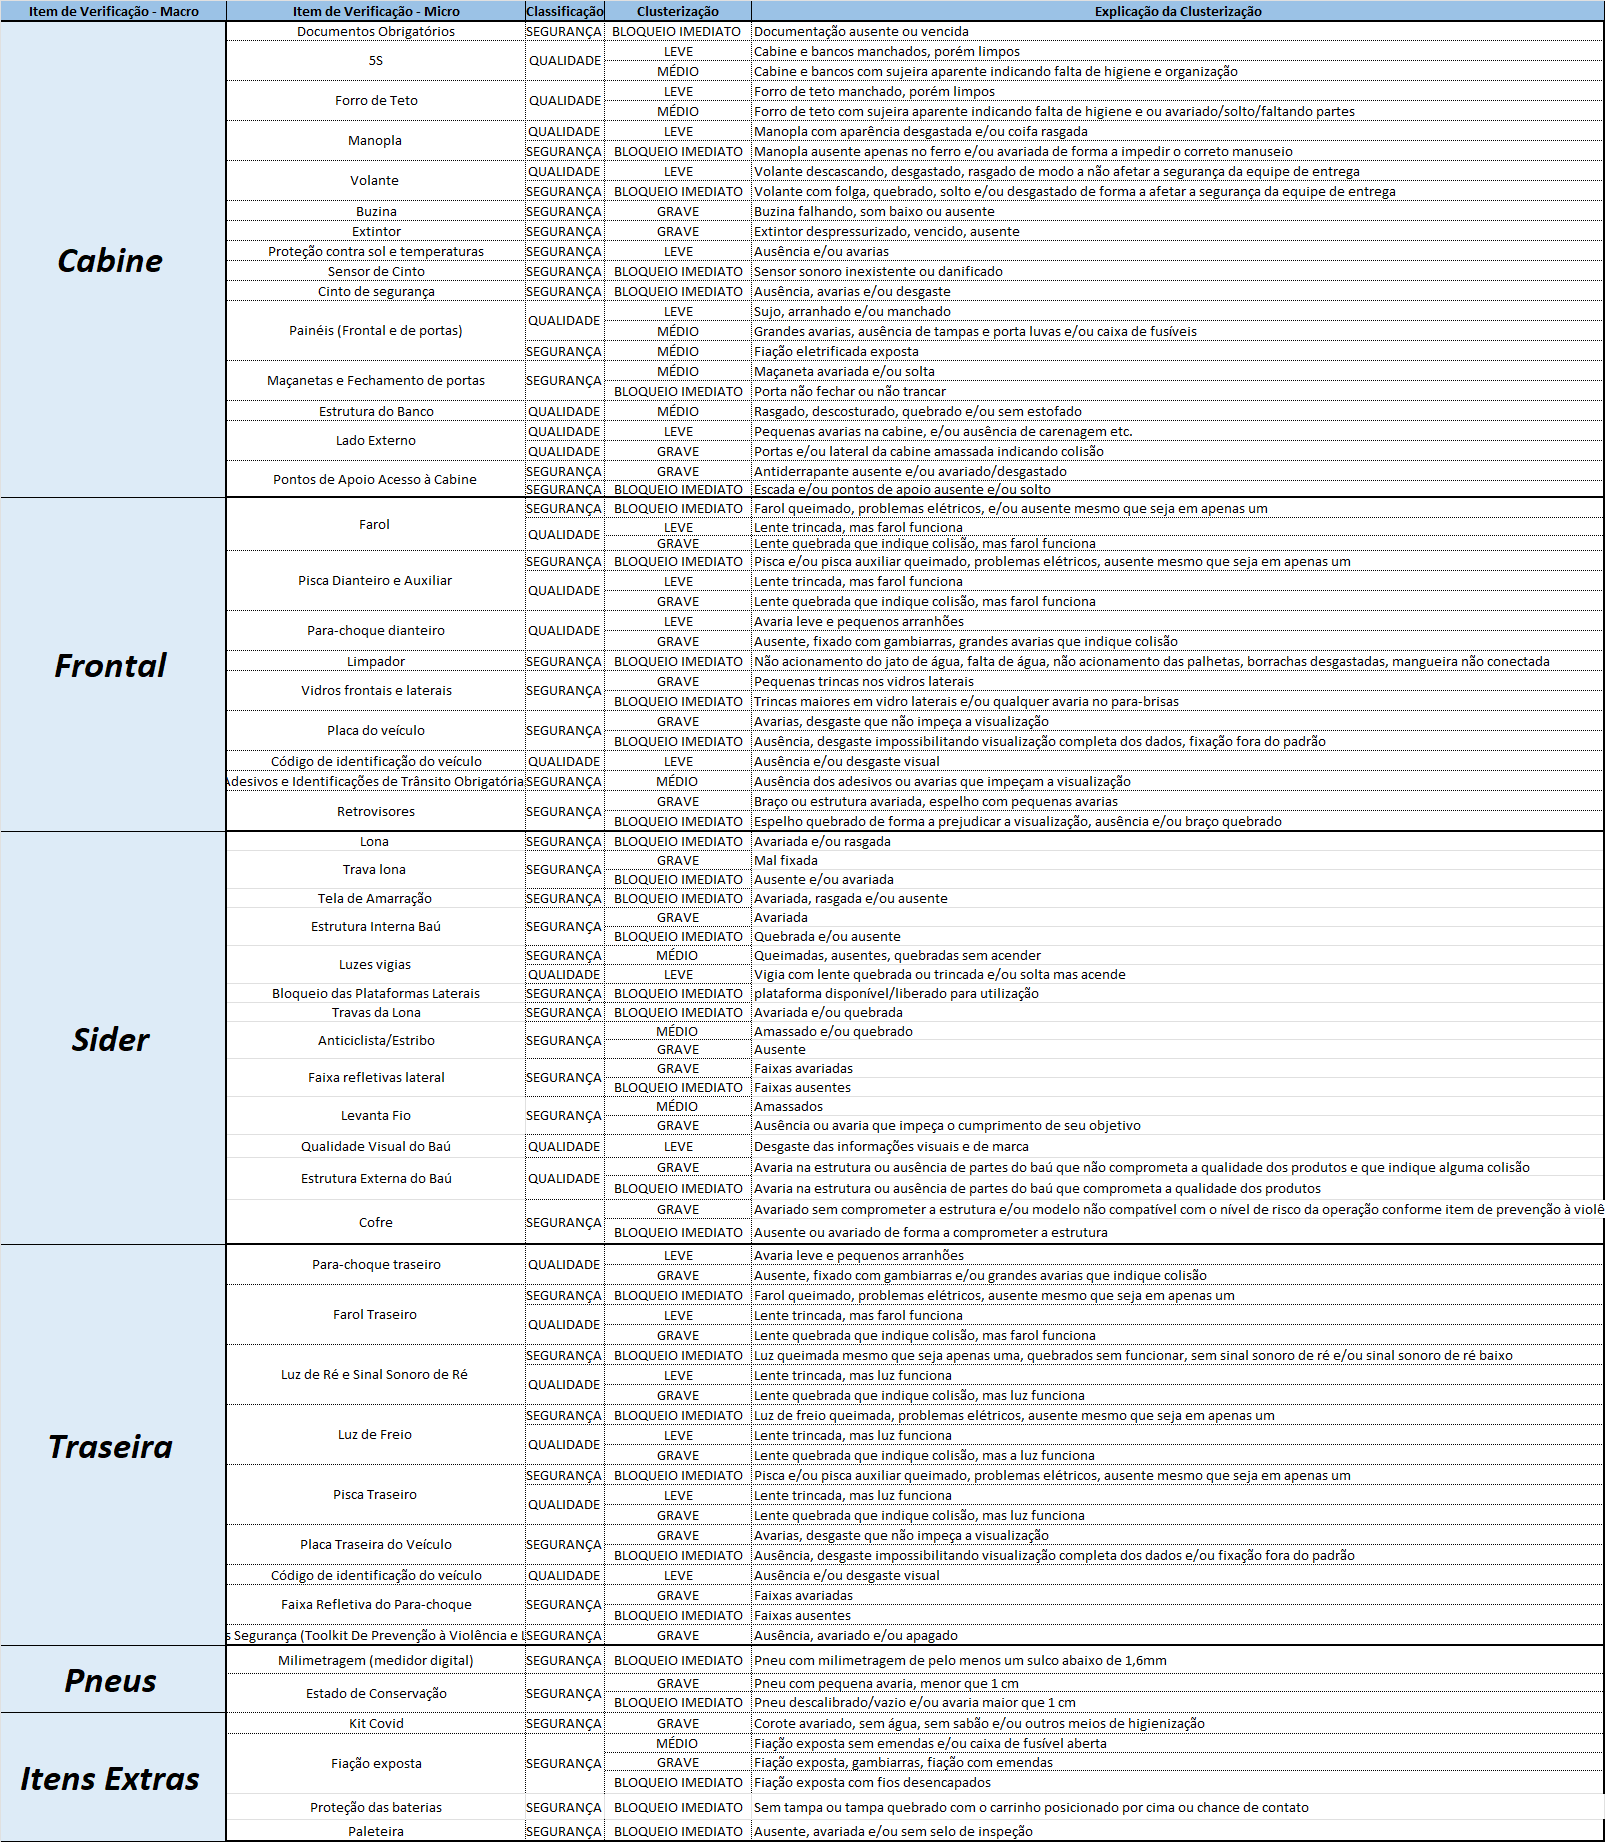 Item de Verificação - Macro Item de Verificação - Micro Classificação Clusterização Explicação da Clusterização
Cabine
Documentos Obrigatórios SEGURANÇA BLOQUEIO IMEDIATO Documentação ausente ou vencida
5S QUALIDADE LEVE Cabine e bancos manchados, porém limpos
MÉDIO Cabine e bancos com sujeira aparente indicando falta de higiene e organização
Forro de Teto QUALIDADE LEVE Forro de teto manchado, porém limpos
MÉDIO Forro de teto com sujeira aparente indicando falta de higiene e ou avariado/solto/faltando partes
Manopla QUALIDADE LEVE Manopla com aparência desgastada e/ou coifa rasgada
SEGURANÇA BLOQUEIO IMEDIATO Manopla ausente apenas no ferro e/ou avariada de forma a impedir o correto manuseio
Volante QUALIDADE LEVE Volante descascando, desgastado, rasgado de modo a não afetar a segurança da equipe de entrega
SEGURANÇA BLOQUEIO IMEDIATO Volante com folga, quebrado, solto e/ou desgastado de forma a afetar a segurança da equipe de entrega
Buzina SEGURANÇA GRAVE Buzina falhando, som baixo ou ausente
Extintor SEGURANÇA GRAVE Extintor despressurizado, vencido, ausente
Proteção contra sol e temperaturas SEGURANÇA LEVE Ausência e/ou avarias
Sensor de Cinto SEGURANÇA BLOQUEIO IMEDIATO Sensor sonoro inexistente ou danificado
Cinto de segurança SEGURANÇA BLOQUEIO IMEDIATO Ausência, avarias e/ou desgaste
Painéis (Frontal e de portas) QUALIDADE LEVE Sujo, arranhado e/ou manchado
MÉDIO Grandes avarias, ausência de tampas e porta luvas e/ou caixa de fusíveis
SEGURANÇA MÉDIO Fiação eletrificada exposta
Maçanetas e Fechamento de portas SEGURANÇA MÉDIO Maçaneta avariada e/ou solta
BLOQUEIO IMEDIATO Porta não fechar ou não trancar
Estrutura do Banco QUALIDADE MÉDIO Rasgado, descosturado, quebrado e/ou sem estofado
Lado Externo QUALIDADE LEVE Pequenas avarias na cabine, e/ou ausência de carenagem etc.
QUALIDADE GRAVE Portas e/ou lateral da cabine amassada indicando colisão
Pontos de Apoio Acesso à Cabine SEGURANÇA GRAVE Antiderrapante ausente e/ou avariado/desgastado
SEGURANÇA BLOQUEIO IMEDIATO Escada e/ou pontos de apoio ausente e/ou solto
Frontal
Farol SEGURANÇA BLOQUEIO IMEDIATO Farol queimado, problemas elétricos, e/ou ausente mesmo que seja em apenas um
QUALIDADE LEVE Lente trincada, mas farol funciona
GRAVE Lente quebrada que indique colisão, mas farol funciona
Pisca Dianteiro e Auxiliar SEGURANÇA BLOQUEIO IMEDIATO Pisca e/ou pisca auxiliar queimado, problemas elétricos, ausente mesmo que seja em apenas um
QUALIDADE LEVE Lente trincada, mas farol funciona
GRAVE Lente quebrada que indique colisão, mas farol funciona
Para-choque dianteiro QUALIDADE LEVE Avaria leve e pequenos arranhões
GRAVE Ausente, fixado com gambiarras, grandes avarias que indique colisão
Limpador SEGURANÇA BLOQUEIO IMEDIATO Não acionamento do jato de água, falta de água, não acionamento das palhetas, borrachas desgastadas, mangueira não conectada
Vidros frontais e laterais SEGURANÇA GRAVE Pequenas trincas nos vidros laterais
BLOQUEIO IMEDIATO Trincas maiores em vidro laterais e/ou qualquer avaria no para-brisas
Placa do veículo SEGURANÇA GRAVE Avarias, desgaste que não impeça a visualização
BLOQUEIO IMEDIATO Ausência, desgaste impossibilitando visualização completa dos dados, fixação fora do padrão
Código de identificação do veículo QUALIDADE LEVE Ausência e/ou desgaste visual
Adesivos e Identificações de Trânsito Obrigatória SEGURANÇA MÉDIO Ausência dos adesivos ou avarias que impeçam a visualização
Retrovisores SEGURANÇA GRAVE Braço ou estrutura avariada, espelho com pequenas avarias
BLOQUEIO IMEDIATO Espelho quebrado de forma a prejudicar a visualização, ausência e/ou braço quebrado
Sider
Lona SEGURANÇA BLOQUEIO IMEDIATO Avariada e/ou rasgada
Trava lona SEGURANÇA GRAVE Mal fixada
BLOQUEIO IMEDIATO Ausente e/ou avariada
Tela de Amarração SEGURANÇA BLOQUEIO IMEDIATO Avariada, rasgada e/ou ausente
Estrutura Interna Baú SEGURANÇA GRAVE Avariada
BLOQUEIO IMEDIATO Quebrada e/ou ausente
Luzes vigias SEGURANÇA MÉDIO Queimadas, ausentes, quebradas sem acender
QUALIDADE LEVE Vigia com lente quebrada ou trincada e/ou solta mas acende
Bloqueio das Plataformas Laterais SEGURANÇA BLOQUEIO IMEDIATO plataforma disponível/liberado para utilização
Travas da Lona SEGURANÇA BLOQUEIO IMEDIATO Avariada e/ou quebrada
Anticiclista/Estribo SEGURANÇA MÉDIO Amassado e/ou quebrado
GRAVE Ausente
Faixa refletivas lateral SEGURANÇA GRAVE Faixas avariadas
BLOQUEIO IMEDIATO Faixas ausentes
Levanta Fio SEGURANÇA MÉDIO Amassados
GRAVE Ausência ou avaria que impeça o cumprimento de seu objetivo
Qualidade Visual do Baú QUALIDADE LEVE Desgaste das informações visuais e de marca
Estrutura Externa do Baú QUALIDADE GRAVE Avaria na estrutura ou ausência de partes do baú que não comprometa a qualidade dos produtos e que indique alguma colisão
BLOQUEIO IMEDIATO Avaria na estrutura ou ausência de partes do baú que comprometa a qualidade dos produtos
Cofre SEGURANÇA GRAVE Avariado sem comprometer a estrutura e/ou modelo não compatível com o nível de risco da operação conforme item de prevenção à violê
BLOQUEIO IMEDIATO Ausente ou avariado de forma a comprometer a estrutura
Traseira
Para-choque traseiro QUALIDADE LEVE Avaria leve e pequenos arranhões
GRAVE Ausente, fixado com gambiarras e/ou grandes avarias que indique colisão
Farol Traseiro SEGURANÇA BLOQUEIO IMEDIATO Farol queimado, problemas elétricos, ausente mesmo que seja em apenas um
QUALIDADE LEVE Lente trincada, mas farol funciona
GRAVE Lente quebrada que indique colisão, mas farol funciona
Luz de Ré e Sinal Sonoro de Ré SEGURANÇA BLOQUEIO IMEDIATO Luz queimada mesmo que seja apenas uma, quebrados sem funcionar, sem sinal sonoro de ré e/ou sinal sonoro de ré baixo
QUALIDADE LEVE Lente trincada, mas luz funciona
GRAVE Lente quebrada que indique colisão, mas luz funciona
Luz de Freio SEGURANÇA BLOQUEIO IMEDIATO Luz de freio queimada, problemas elétricos, ausente mesmo que seja em apenas um
QUALIDADE LEVE Lente trincada, mas luz funciona
GRAVE Lente quebrada que indique colisão, mas a luz funciona
Pisca Traseiro SEGURANÇA BLOQUEIO IMEDIATO Pisca e/ou pisca auxiliar queimado, problemas elétricos, ausente mesmo que seja em apenas um
QUALIDADE LEVE Lente trincada, mas luz funciona
GRAVE Lente quebrada que indique colisão, mas luz funciona
Placa Traseira do Veículo SEGURANÇA GRAVE Avarias, desgaste que não impeça a visualização
BLOQUEIO IMEDIATO Ausência, desgaste impossibilitando visualização completa dos dados e/ou fixação fora do padrão
Código de identificação do veículo QUALIDADE LEVE Ausência e/ou desgaste visual
Faixa Refletiva do Para-choque SEGURANÇA GRAVE Faixas avariadas
BLOQUEIO IMEDIATO Faixas ausentes
s Segurança (Toolkit De Prevenção à Violência e SEGURANÇA GRAVE Ausência, avariado e/ou apagado
Pneus
Milimetragem (medidor digital) SEGURANÇA BLOQUEIO IMEDIATO Pneu com milimetragem de pelo menos um sulco abaixo de 1,6mm
Estado de Conservação SEGURANÇA GRAVE Pneu com pequena avaria, menor que 1 cm
BLOQUEIO IMEDIATO Pneu descalibrado/vazio e/ou avaria maior que 1 cm
Itens Extras
Kit Covid SEGURANÇA GRAVE Corote avariado, sem água, sem sabão e/ou outros meios de higienização
Fiação exposta SEGURANÇA MÉDIO Fiação exposta sem emendas e/ou caixa de fusível aberta
GRAVE Fiação exposta, gambiarras, fiação com emendas
BLOQUEIO IMEDIATO Fiação exposta com fios desencapados
Proteção das baterias SEGURANÇA BLOQUEIO IMEDIATO Sem tampa ou tampa quebrado com o carrinho posicionado por cima ou chance de contato
Paleteira SEGURANÇA BLOQUEIO IMEDIATO Ausente, avariada e/ou sem selo de inspeção